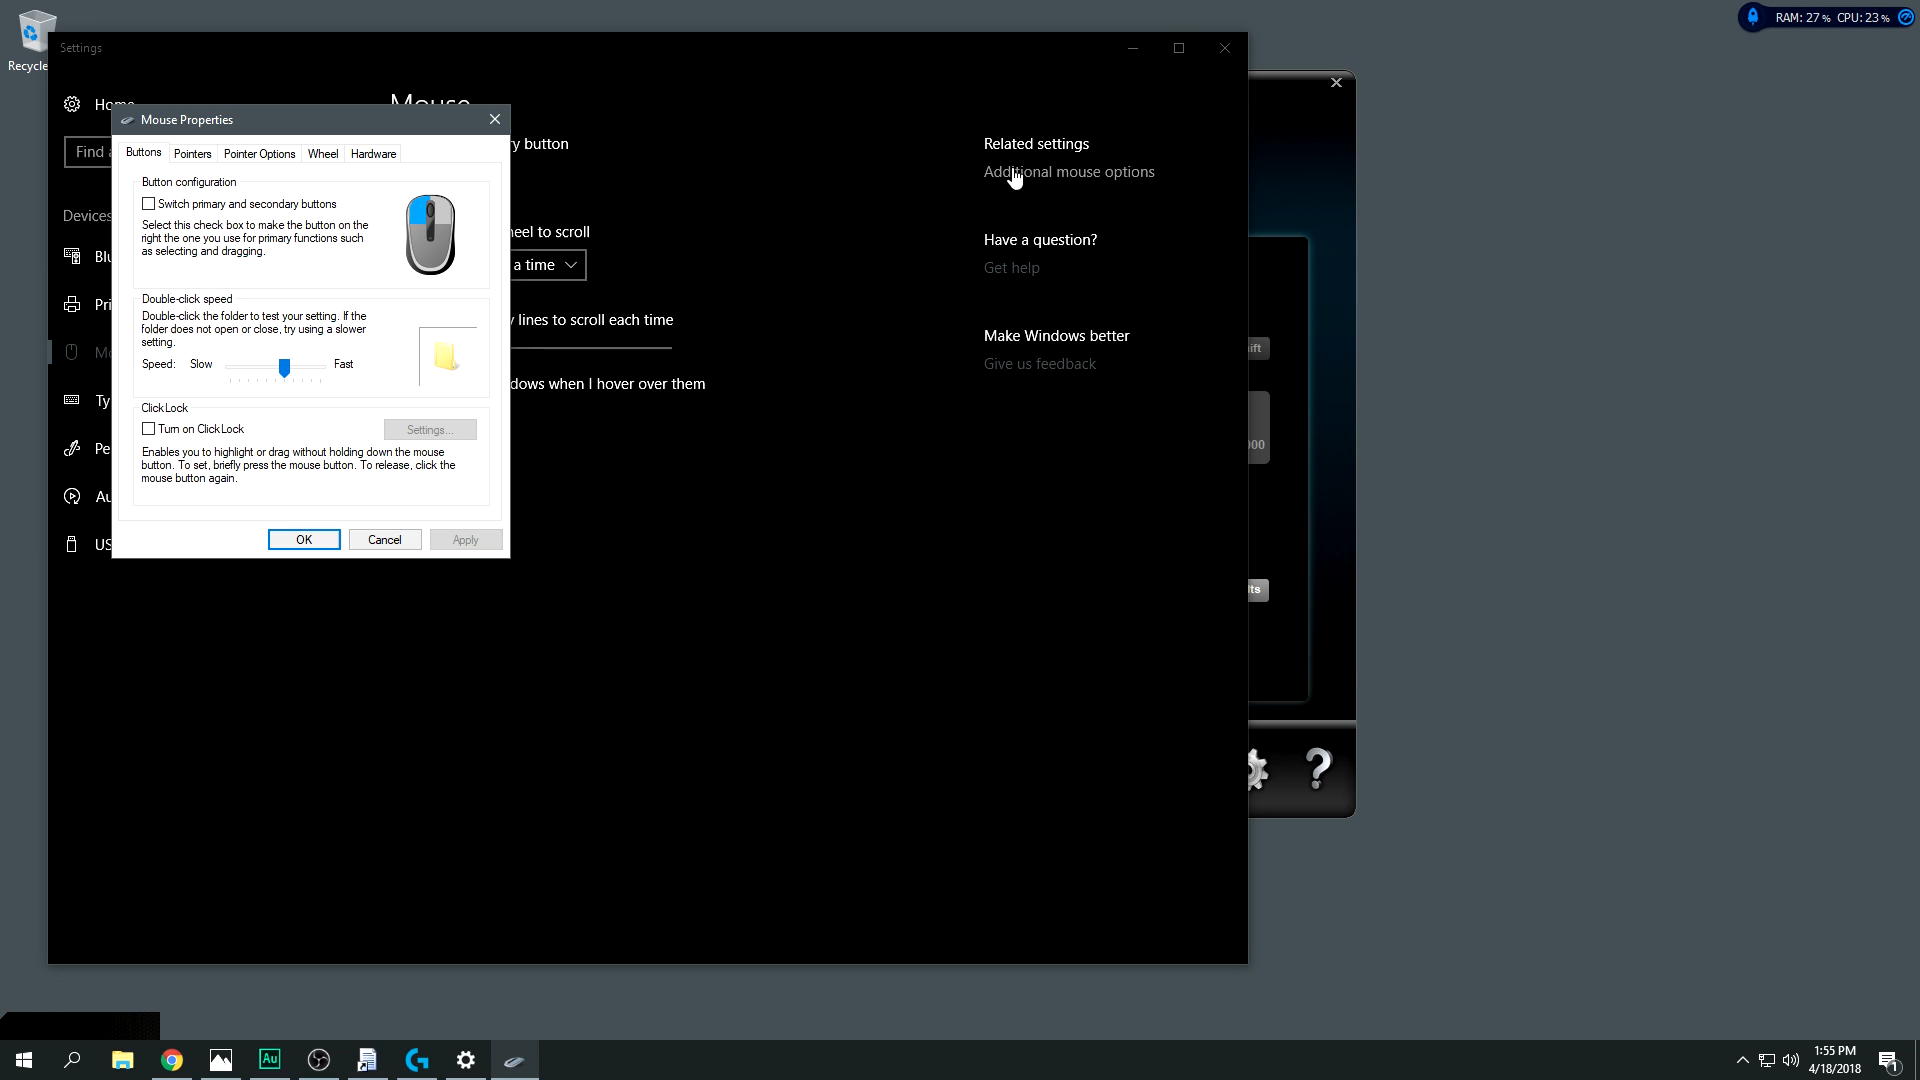 RAM: 27 % CPU: 23 %
Recycle
Settings
Home
Mouse
Find a
Devices
Blu
Pri
Mo
Ty
Pe
Au
US
Mouse Properties
Buttons Pointers Pointer Options Wheel Hardware
Button configuration
Switch primary and secondary buttons
Select this check box to make the button on the
right the one you use for primary functions such
as selecting and dragging.
Double-click speed
Double-click the folder to test your setting. If the
folder does not open or close, try using a slower
setting.
Speed: Slow Fast
ClickLock
Turn on ClickLock
Settings...
Enables you to highlight or drag without holding down the mouse
button. To set, briefly press the mouse button. To release, click the
mouse button again.
OK Cancel Apply
y button
heel to scroll
a time
y lines to scroll each time
dows when I hover over them
Related settings
Additional mouse options
Have a question?
Get help
Make Windows better
Give us feedback
ift
000
lts
?
Au
1:55 PM
4/18/2018
1